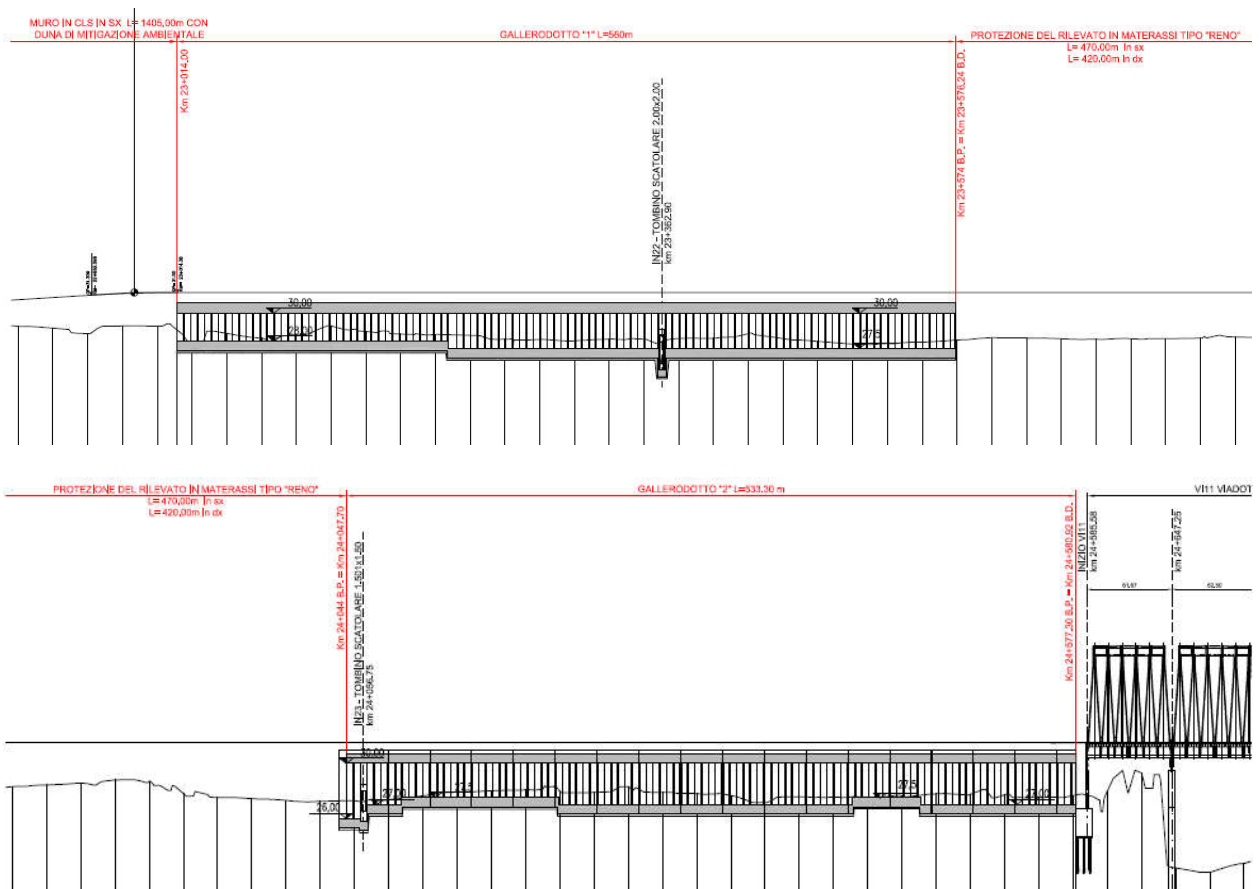 MURO IN CLS IN SX L= 1405,00m CON
DUNA DI MITIGAZIONE AMBIENTALE
GALLERODOTTO "1" L=560m
PROTEZIONE DEL RILEVATO IN MATERASSI TIPO "RENO"
L= 470.00m In sx
L= 420.00m In dx
Km 23+014.00
IN22 - TOMBINO SCATOLARE 2.00x2.00
km 23+362.90
Km 23+574 B.P. = Km 23+576.24 B.D.
30,00
30,00
28,00
27,5
PROTEZIONE DEL RILEVATO IN MATERASSI TIPO "RENO"
L= 470,00m In sx
L= 420,00m In dx
GALLERODOTTO "2" L=533.30 m
VI11 VIADOT
Km 24+044 B.P. = Km 24+047.70
IN23 - TOMBINO SCATOLARE
km 24+056.75
Km 24+577.30 B.P. = Km 24+580.92 B.D.
INIZIO VI11
km 24+585.58
km 24+647.25
61,67
62,50
30,00
26,00
27,00
27,5
27,5
27,00